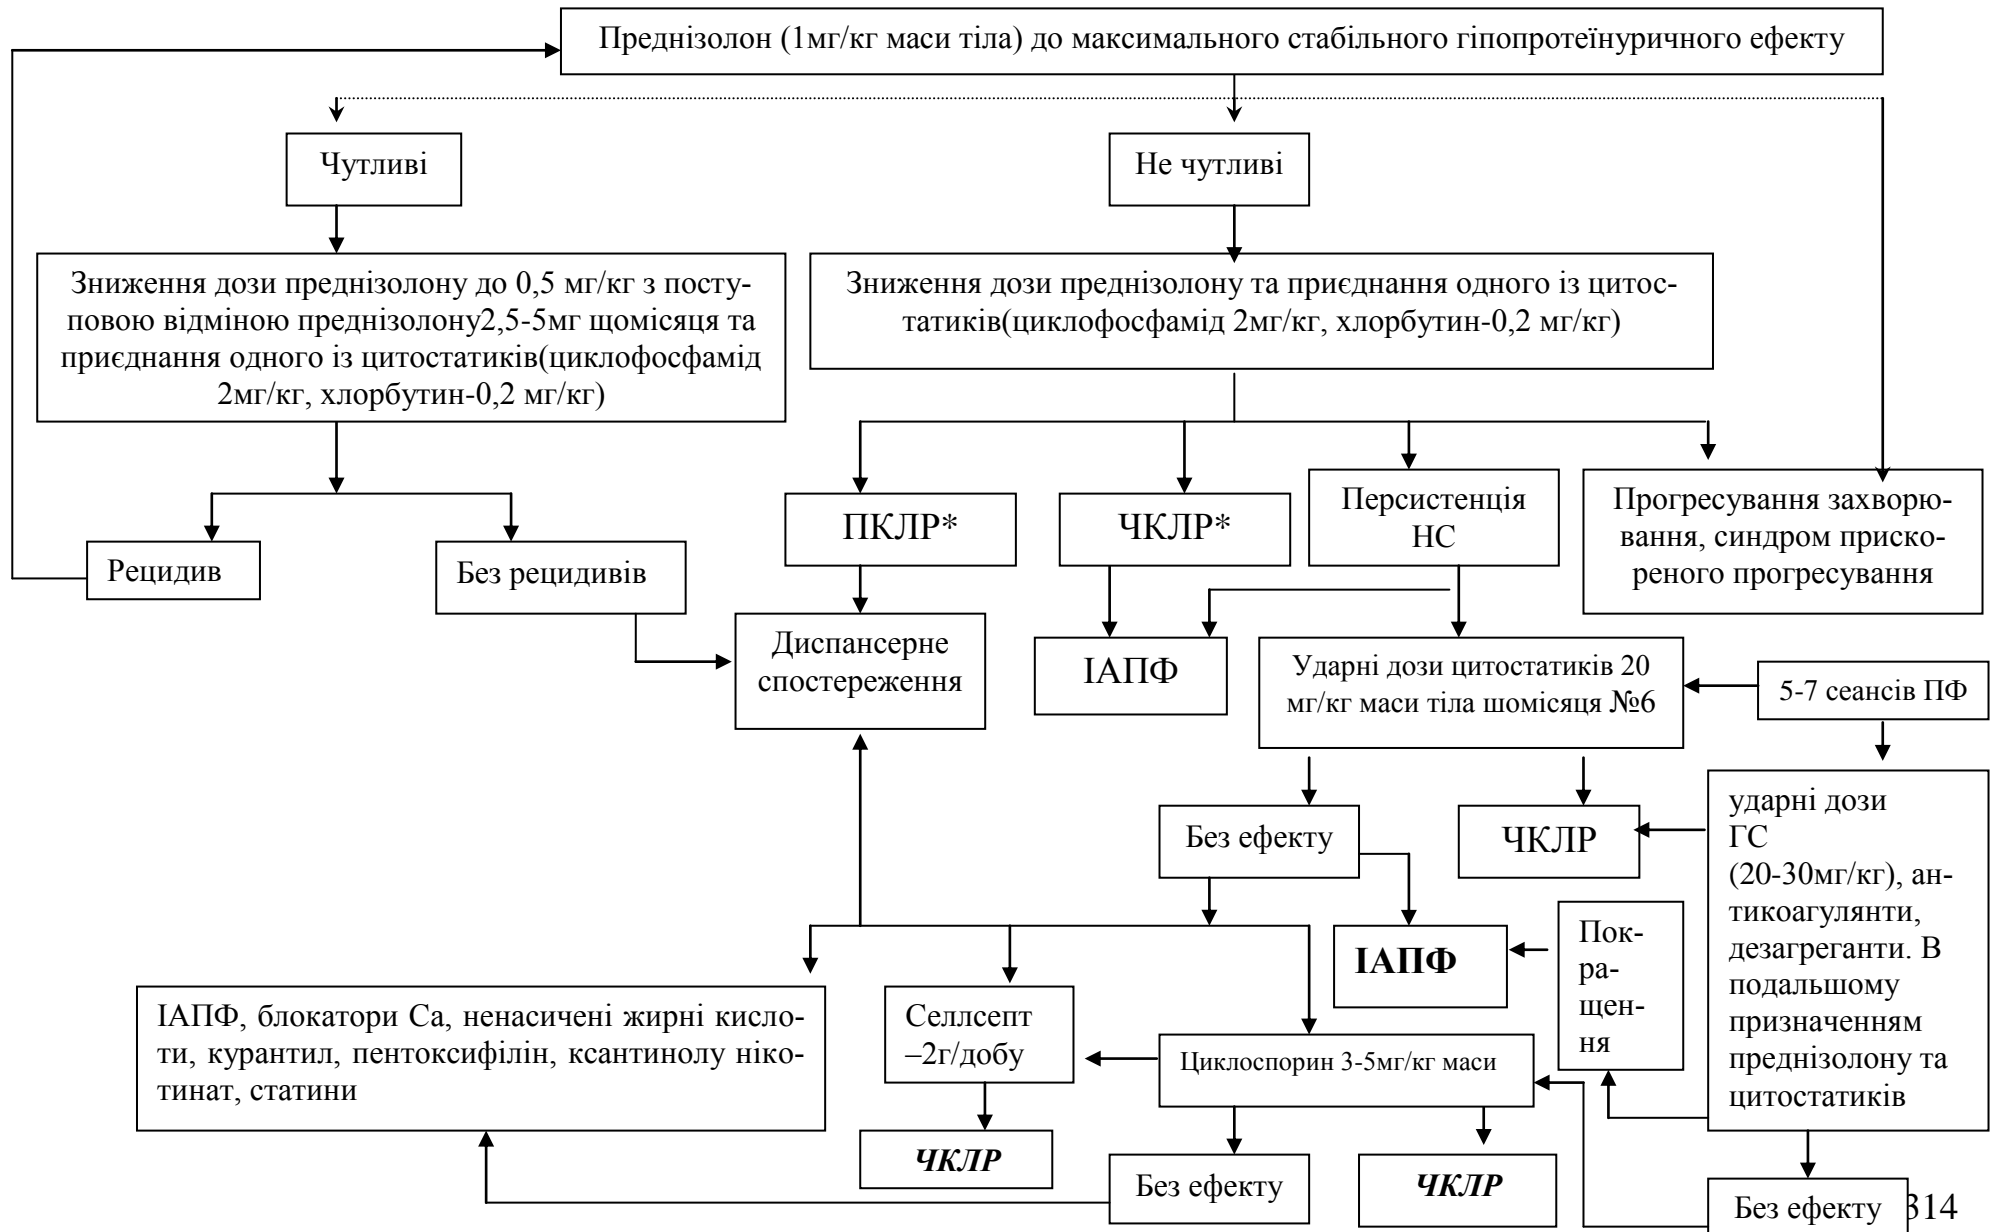 Преднізолон (1мг/кг маси тіла) до максимального стабільного гіпопротеїнуричного ефекту
Чутливі
Не чутливі
Зниження дози преднізолону до 0,5 мг/кг з посту-
повою відміною преднізолону2,5-5мг щомісяця та
приєднання одного із цитостатиків(циклофосфамід
2мг/кг, хлорбутин-0,2 мг/кг)
Зниження дози преднізолону та приєднання одного із цитос-
татиків(циклофосфамід 2мг/кг, хлорбутин-0,2 мг/кг)
Рецидив
Без рецидивів
ПКЛР*
ЧКЛР*
Персистенція
НС
Прогресування захворю-
вання, синдром приско-
реного прогресування
Диспансерне
спостереження
ІАПФ
Ударні дози цитостатиків 20
мг/кг маси тіла шомісяця №6
5-7 сеансів ПФ
Без ефекту
ЧКЛР
ударні дози
ГС
(20-30мг/кг), ан-
тикоагулянти,
дезагреганти. В
подальшому
призначенням
преднізолону та
цитостатиків
ІАПФ
Пок-
ра-
щен-
ня
ІАПФ, блокатори Са, ненасичені жирні кисло-
ти, курантил, пентоксифілін, ксантинолу ніко-
тинат, статини
Селлсепт
–2г/добу
Циклоспорин 3-5мг/кг маси
ЧКЛР
Без ефекту
ЧКЛР
Без ефекту
314